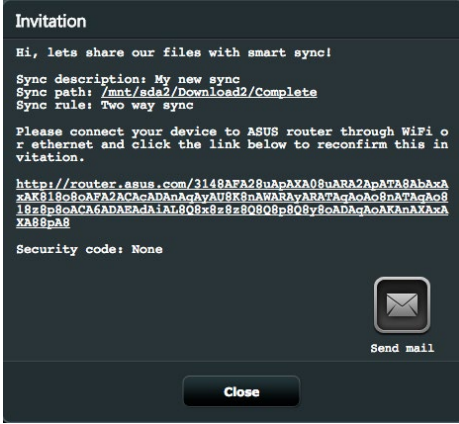 Invitation
Hi, lets share our files with smart sync!
Sync description: My new sync
Sync path: /mnt/sda2/Download2/Complete
Sync rule: Two way sync
Please connect your device to ASUS router through WiFi o
r ethernet and click the link below to reconfirm this in
vitation.
http://router.asus.com/3148AFA28uApAXA08uARA2ApATA8AbAxA
xAK818o8oAFA2ACAcADAnAqAyAU8K8nAWARAyARATAqAoAo8nATAqAo8
18z8p8oACA6ADAEAdAiAL8Q8x8z8z8Q8Q8p8Q8y8oADAqAoAKAnAXAxA
XA88pA8
Security code: None
Send mail
Close